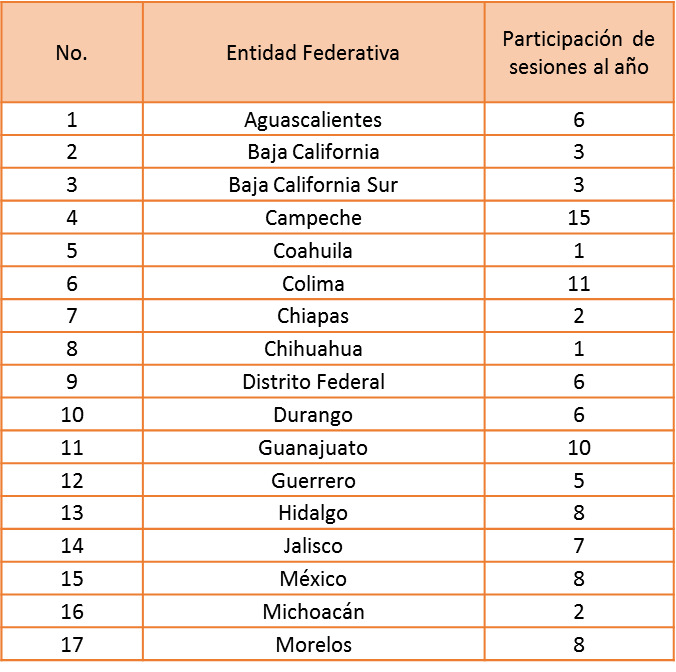 No. Entidad Federativa Participación de
sesiones al año
1 Aguascalientes 6
2 Baja California 3
3 Baja California Sur 3
4 Campeche 15
5 Coahuila 1
6 Colima 11
7 Chiapas 2
8 Chihuahua 1
9 Distrito Federal 6
10 Durango 6
11 Guanajuato 10
12 Guerrero 5
13 Hidalgo 8
14 Jalisco 7
15 México 8
16 Michoacán 2
17 Morelos 8